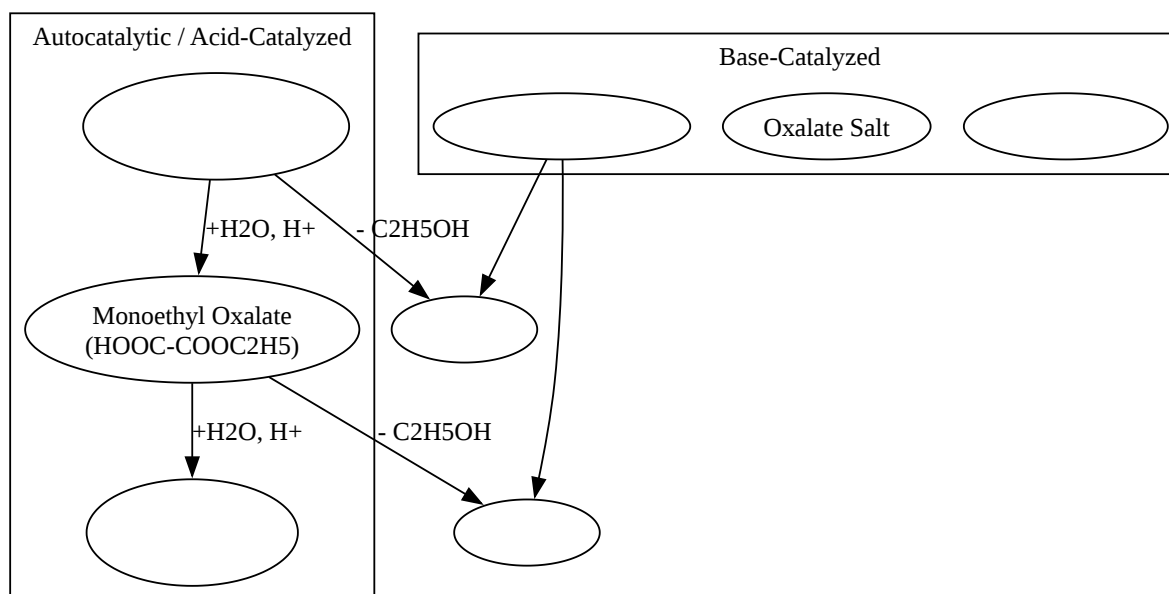 Autocatalytic / Acid-Catalyzed
Base-Catalyzed
Oxalate Salt
+H2O, H+
- C2H5OH
Monoethyl Oxalate
(HOOC-COOC2H5)
+H2O, H+
- C2H5OH